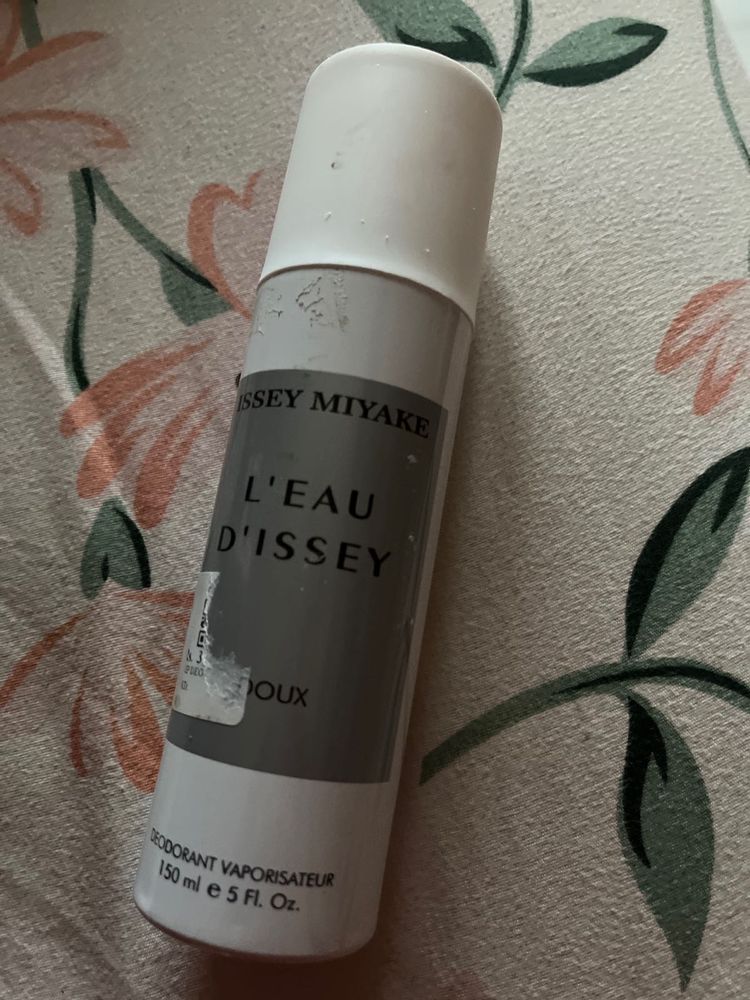 ISSEY MIYAKE
L'EAU
D'ISSEY
DOUX
DEODORANT VAPORISATEUR
150 ml e 5 Fl. Oz.